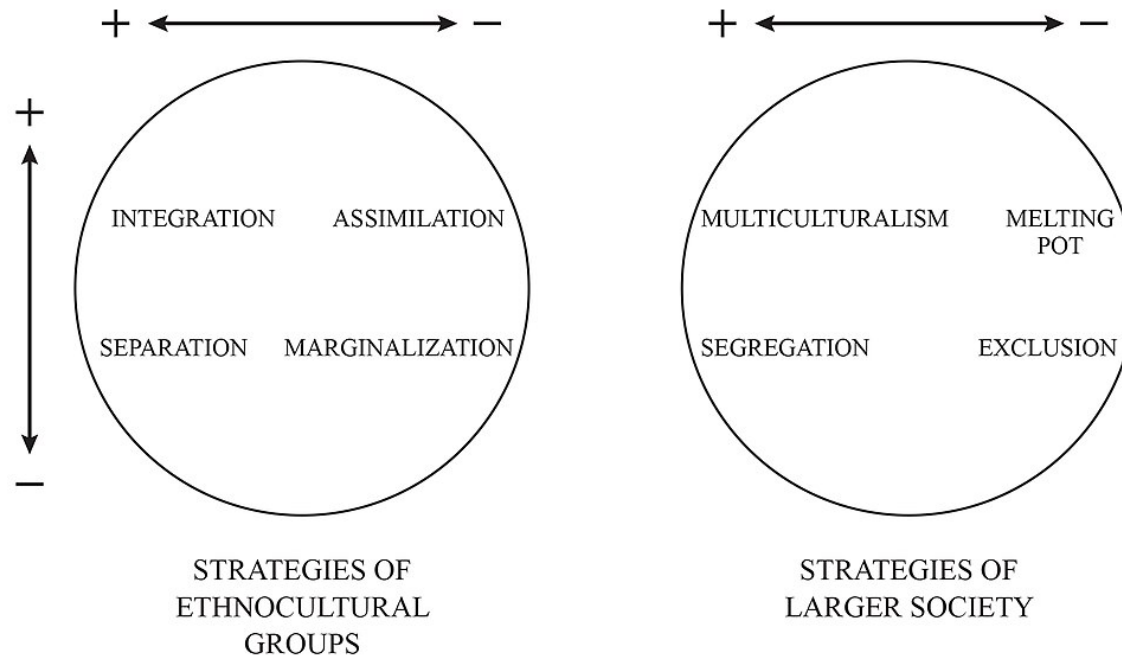 + −
+ −
+
INTEGRATION ASSIMILATION
MULTICULTURALISM MELTING
POT
SEPARATION MARGINALIZATION
SEGREGATION EXCLUSION
−
STRATEGIES OF
ETHNOCULTURAL
GROUPS
STRATEGIES OF
LARGER SOCIETY